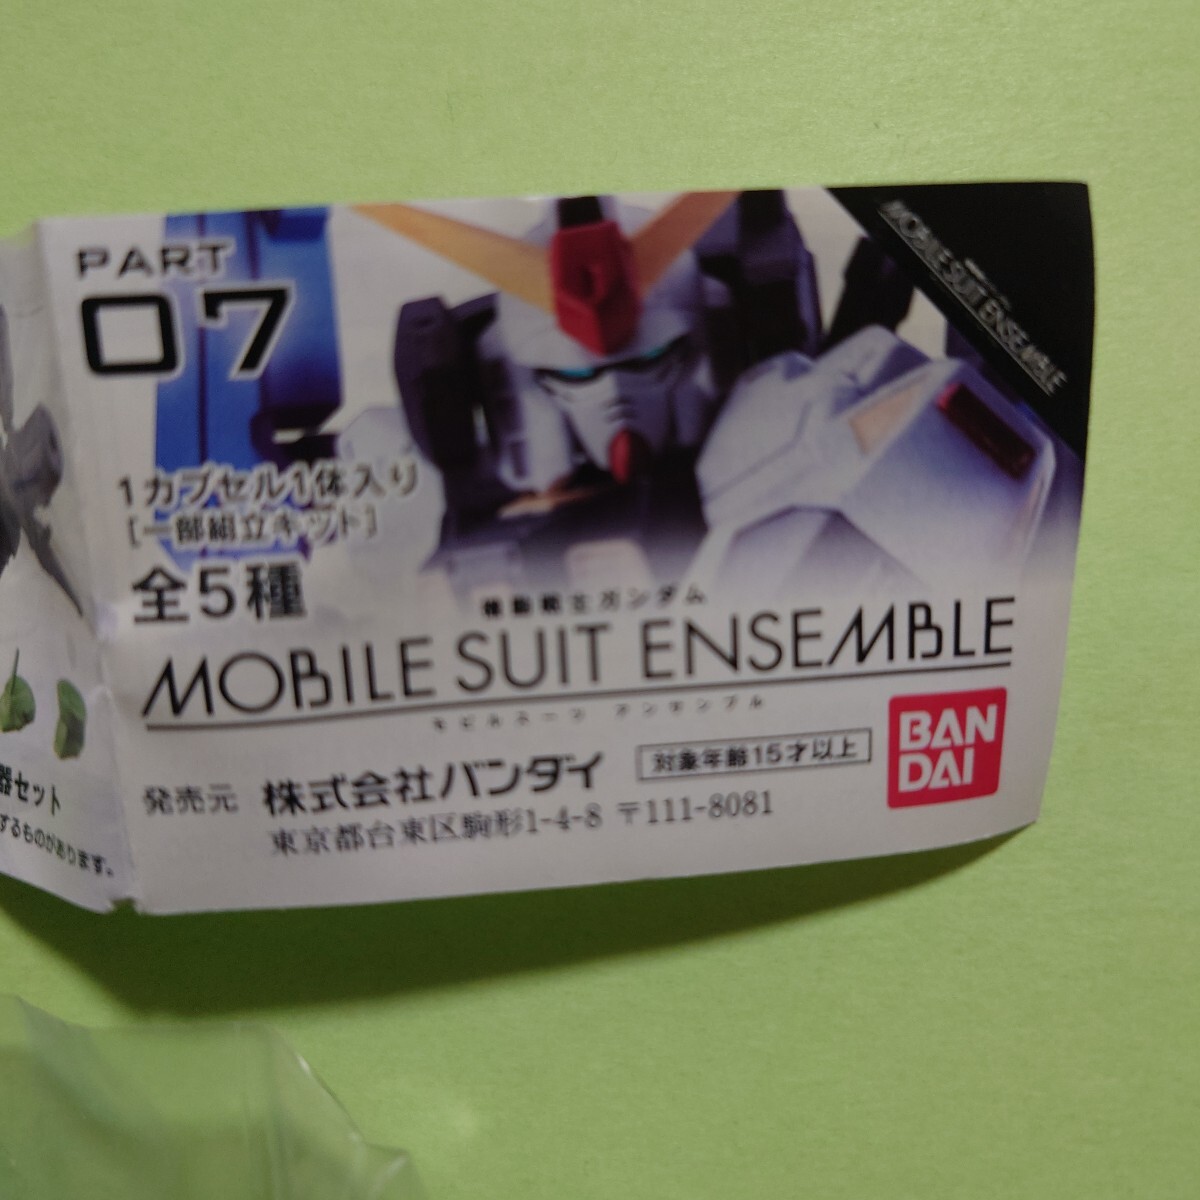 PART
07
1カプセル1体入り
[一部組立キット]
全5種
機動戦士ガンダム
MOBILE SUIT ENSEMBLE
モビルスーツ アンサンブル
発売元 株式会社バンダイ 対象年齢15才以上
東京都台東区駒形1-4-8 〒111-8081
BAN
DAI
MOBILE SUIT ENSEMBLE
器セット
するものがあります。